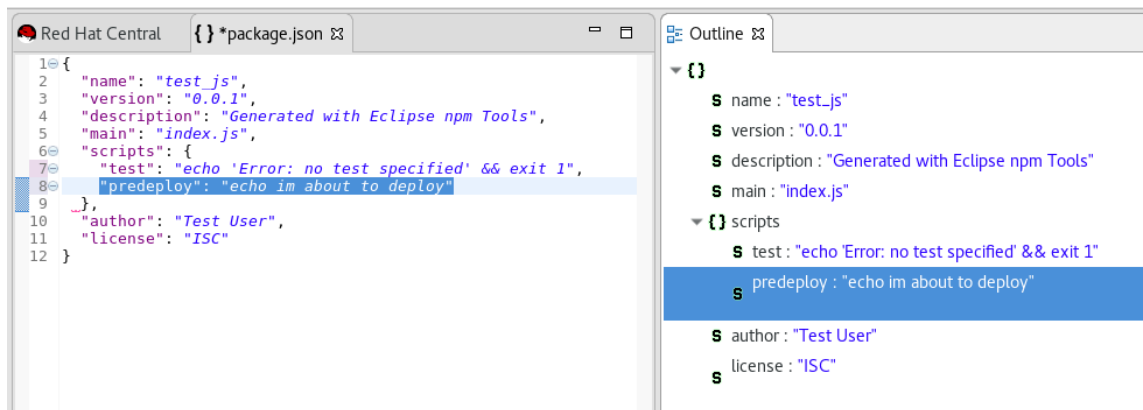 Red Hat Central
{ } *package.json
1 {
2 "name": "test_js",
3 "version": "0.0.1",
4 "description": "Generated with Eclipse npm Tools",
5 "main": "index.js",
6 "scripts": {
7 "test": "echo 'Error: no test specified' && exit 1",
8 "predeploy": "echo im about to deploy"
9 },
10 "author": "Test User",
11 "license": "ISC"
12 }
Outline
{ }
S name : "test_js"
S version : "0.0.1"
S description : "Generated with Eclipse npm Tools"
S main : "index.js"
{ } scripts
S test : "echo 'Error: no test specified' && exit 1"
S predeploy : "echo im about to deploy"
S author : "Test User"
S license : "ISC"